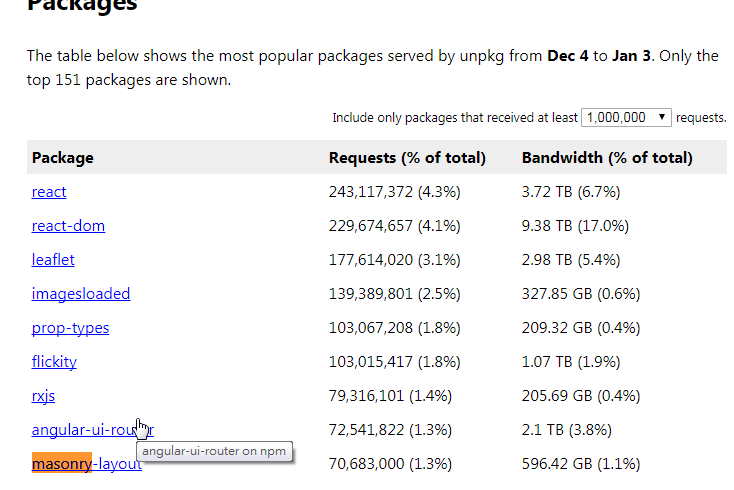 Packages
The table below shows the most popular packages served by unpkg from Dec 4 to Jan 3. Only the
top 151 packages are shown.
Include only packages that received at least 1,000,000 requests.
Package Requests (% of total) Bandwidth (% of total)
react 243,117,372 (4.3%) 3.72 TB (6.7%)
react-dom 229,674,657 (4.1%) 9.38 TB (17.0%)
leaflet 177,614,020 (3.1%) 2.98 TB (5.4%)
imagesloaded 139,389,801 (2.5%) 327.85 GB (0.6%)
prop-types 103,067,208 (1.8%) 209.32 GB (0.4%)
flickity 103,015,417 (1.8%) 1.07 TB (1.9%)
rxjs 79,316,101 (1.4%) 205.69 GB (0.4%)
angular-ui-router 72,541,822 (1.3%) 2.1 TB (3.8%)
angular-ui-router on npm
masonry-layout 70,683,000 (1.3%) 596.42 GB (1.1%)